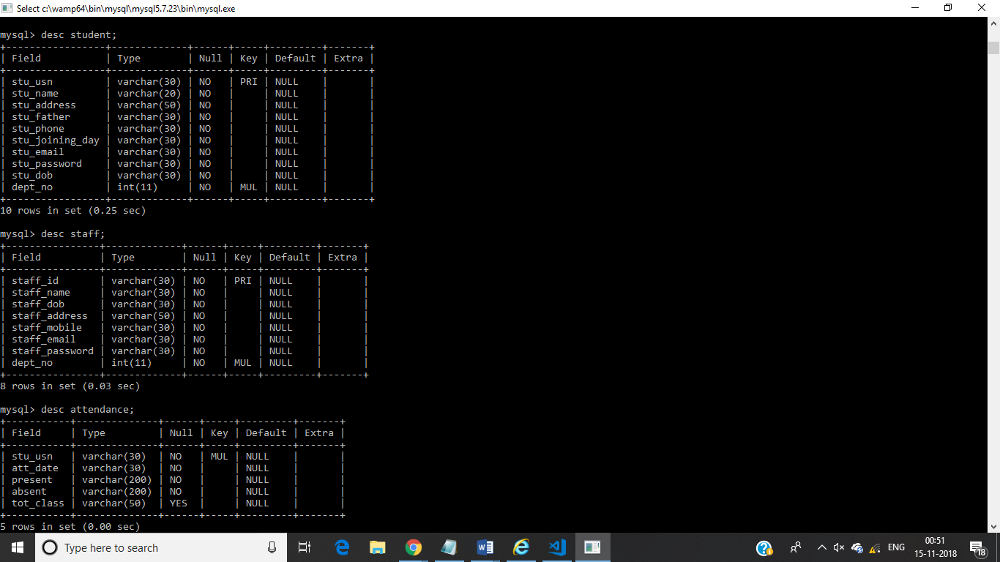 Select c:\wamp64\bin\mysql\mysql5.7.23\bin\mysql.exe
mysql> desc student;
+-----------------+-------------+------+-----+---------+-------+
| Field           | Type        | Null | Key | Default | Extra |
+-----------------+-------------+------+-----+---------+-------+
| stu_usn         | varchar(30) | NO   | PRI | NULL    |       |
| stu_name        | varchar(20) | NO   |     | NULL    |       |
| stu_address     | varchar(50) | NO   |     | NULL    |       |
| stu_father      | varchar(30) | NO   |     | NULL    |       |
| stu_phone       | varchar(30) | NO   |     | NULL    |       |
| stu_joining_day | varchar(30) | NO   |     | NULL    |       |
| stu_email       | varchar(30) | NO   |     | NULL    |       |
| stu_password    | varchar(30) | NO   |     | NULL    |       |
| stu_dob         | varchar(30) | NO   |     | NULL    |       |
| dept_no         | int(11)     | NO   | MUL | NULL    |       |
+-----------------+-------------+------+-----+---------+-------+
10 rows in set (0.25 sec)
mysql> desc staff;
+----------------+-------------+------+-----+---------+-------+
| Field          | Type        | Null | Key | Default | Extra |
+----------------+-------------+------+-----+---------+-------+
| staff_id       | varchar(30) | NO   | PRI | NULL    |       |
| staff_name     | varchar(30) | NO   |     | NULL    |       |
| staff_dob      | varchar(30) | NO   |     | NULL    |       |
| staff_address  | varchar(50) | NO   |     | NULL    |       |
| staff_mobile   | varchar(30) | NO   |     | NULL    |       |
| staff_email    | varchar(30) | NO   |     | NULL    |       |
| staff_password | varchar(30) | NO   |     | NULL    |       |
| dept_no        | int(11)     | NO   | MUL | NULL    |       |
+----------------+-------------+------+-----+---------+-------+
8 rows in set (0.03 sec)
mysql> desc attendance;
+-----------+--------------+------+-----+---------+-------+
| Field     | Type         | Null | Key | Default | Extra |
+-----------+--------------+------+-----+---------+-------+
| stu_usn   | varchar(30)  | NO   | MUL | NULL    |       |
| att_date  | varchar(30)  | NO   |     | NULL    |       |
| present   | varchar(200) | NO   |     | NULL    |       |
| absent    | varchar(200) | NO   |     | NULL    |       |
| tot_class | varchar(50)  | YES  |     | NULL    |       |
+-----------+--------------+------+-----+---------+-------+
5 rows in set (0.00 sec)
Type here to search
ENG
00:51
15-11-2018
18